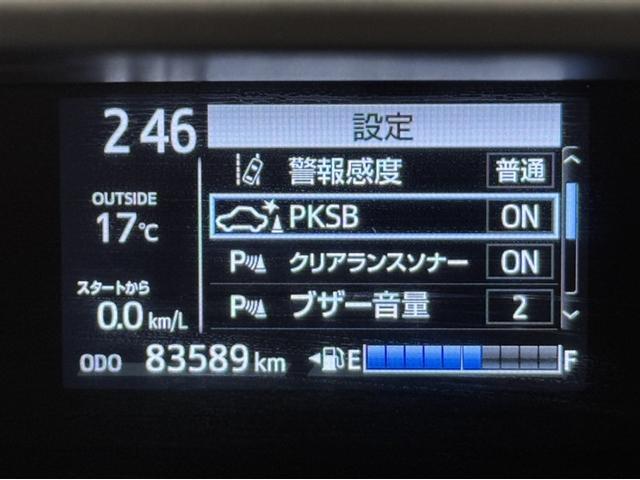 2:46
設定
警報感度 普通
OUTSIDE
17℃
PKSB ON
P クリアランスソナー ON
スタートから
0.0 km/L
P ブザー音量 2
ODO 83589 km
E F